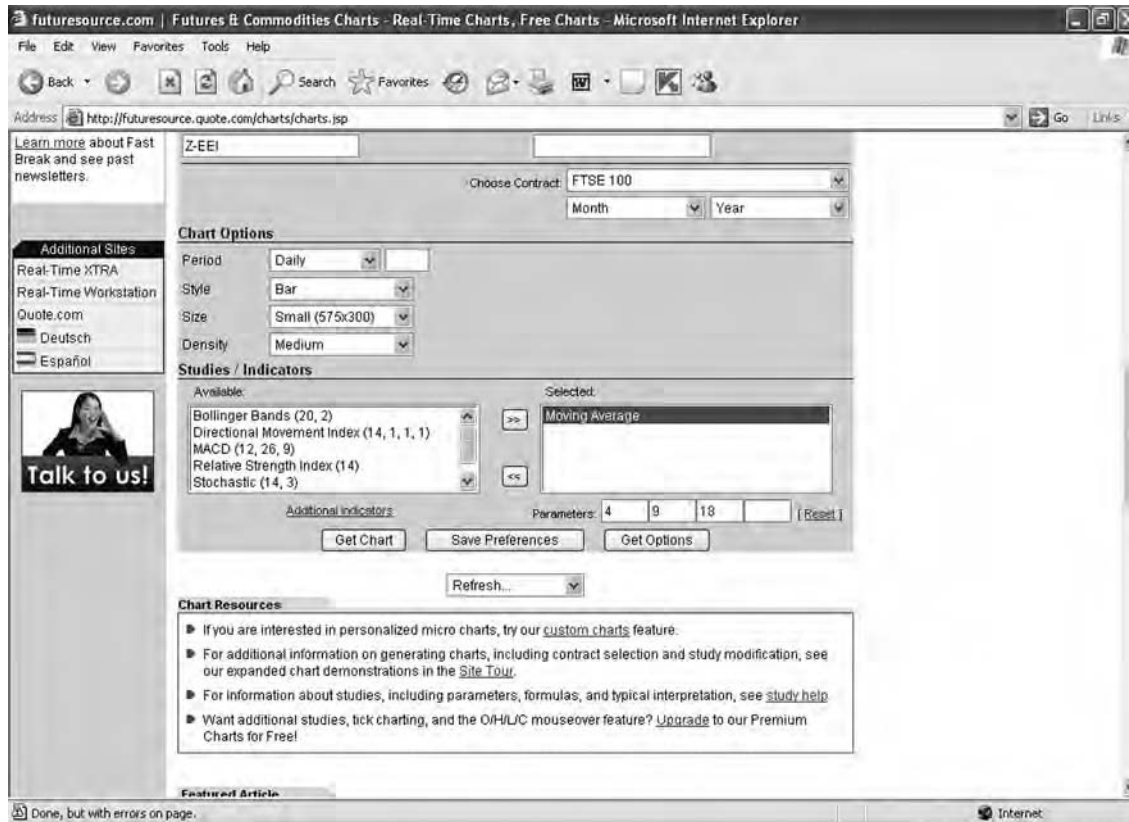 futuresource.com | Futures & Commodities Charts - Real-Time Charts, Free Charts - Microsoft Internet Explorer
File Edit View Favorites Tools Help
Back Search Favorites
Address http://futuresource.quote.com/charts/charts.jsp Go Links
Learn more about Fast
Break and see past
newsletters.
Additional Sites
Real-Time XTRA
Real-Time Workstation
Quote.com
Deutsch
Español
Talk to us!
Z-EEI
Choose Contract: FTSE 100
Month Year
Chart Options
Period Daily
Style Bar
Size Small (575x300)
Density Medium
Studies / Indicators
Available: Selected:
Bollinger Bands (20, 2)
Directional Movement Index (14, 1, 1, 1)
MACD (12, 26, 9)
Relative Strength Index (14)
Stochastic (14, 3)
>>
<<
Moving Average
Additional indicators Parameters: 4 9 18 [ Reset ]
Get Chart Save Preferences Get Options
Refresh...
Chart Resources
If you are interested in personalized micro charts, try our custom charts feature.
For additional information on generating charts, including contract selection and study modification, see
our expanded chart demonstrations in the Site Tour.
For information about studies, including parameters, formulas, and typical interpretation, see study help
Want additional studies, tick charting, and the O/H/L/C mouseover feature? Upgrade to our Premium
Charts for Free!
Featured Article
Done, but with errors on page. Internet